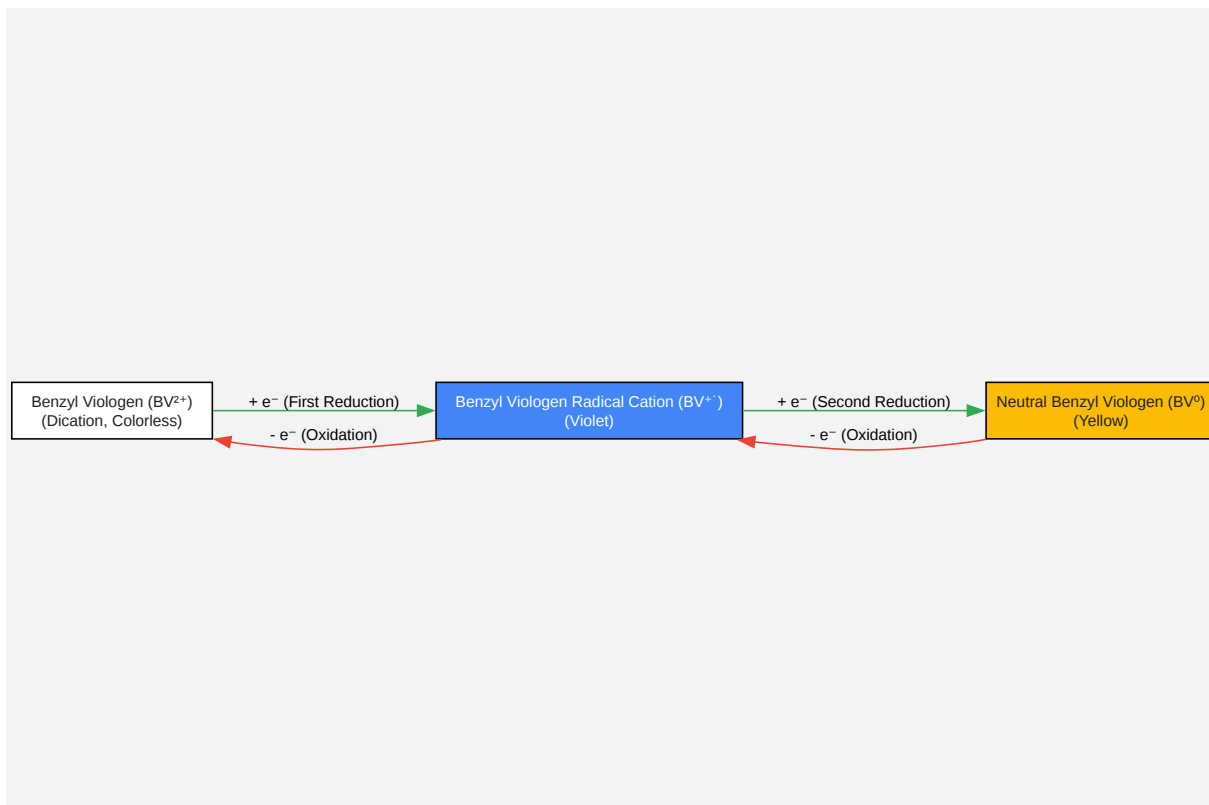 Benzyl Viologen (BV²⁺)
(Dication, Colorless)
+ e⁻ (First Reduction)
- e⁻ (Oxidation)
Benzyl Viologen Radical Cation (BV⁺˙)
(Violet)
+ e⁻ (Second Reduction)
- e⁻ (Oxidation)
Neutral Benzyl Viologen (BV⁰)
(Yellow)